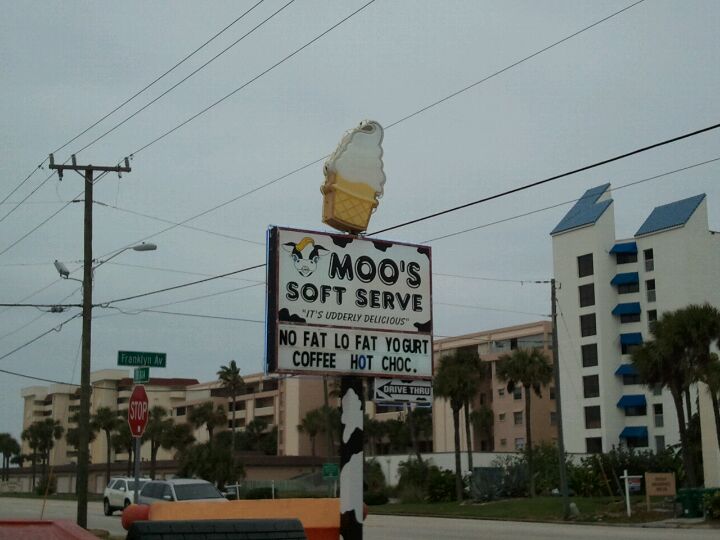 MOO'S
SOFT SERVE
"IT'S UDDERLY DELICIOUS"
NO FAT LO FAT YOGURT
COFFEE HOT CHOC.
DRIVE THRU
Franklyn Av
STOP